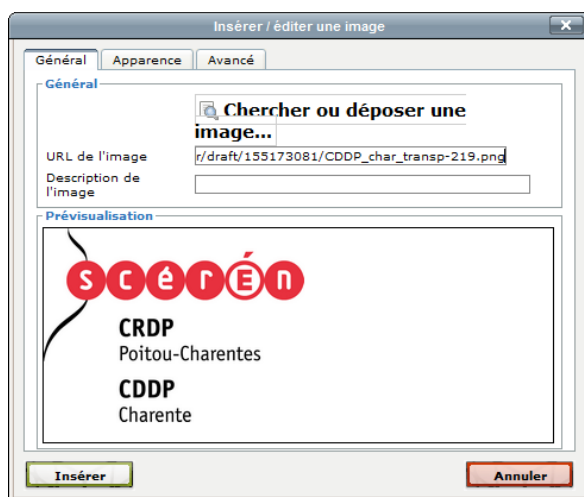 Insérer / éditer une image
Général Apparence Avancé
Général
Chercher ou déposer une
image...
URL de l'image r/draft/155173081/CDDP_char_transp-219.png
Description de
l'image
Prévisualisation
scérÉn
CRDP
Poitou-Charentes
CDDP
Charente
Insérer Annuler